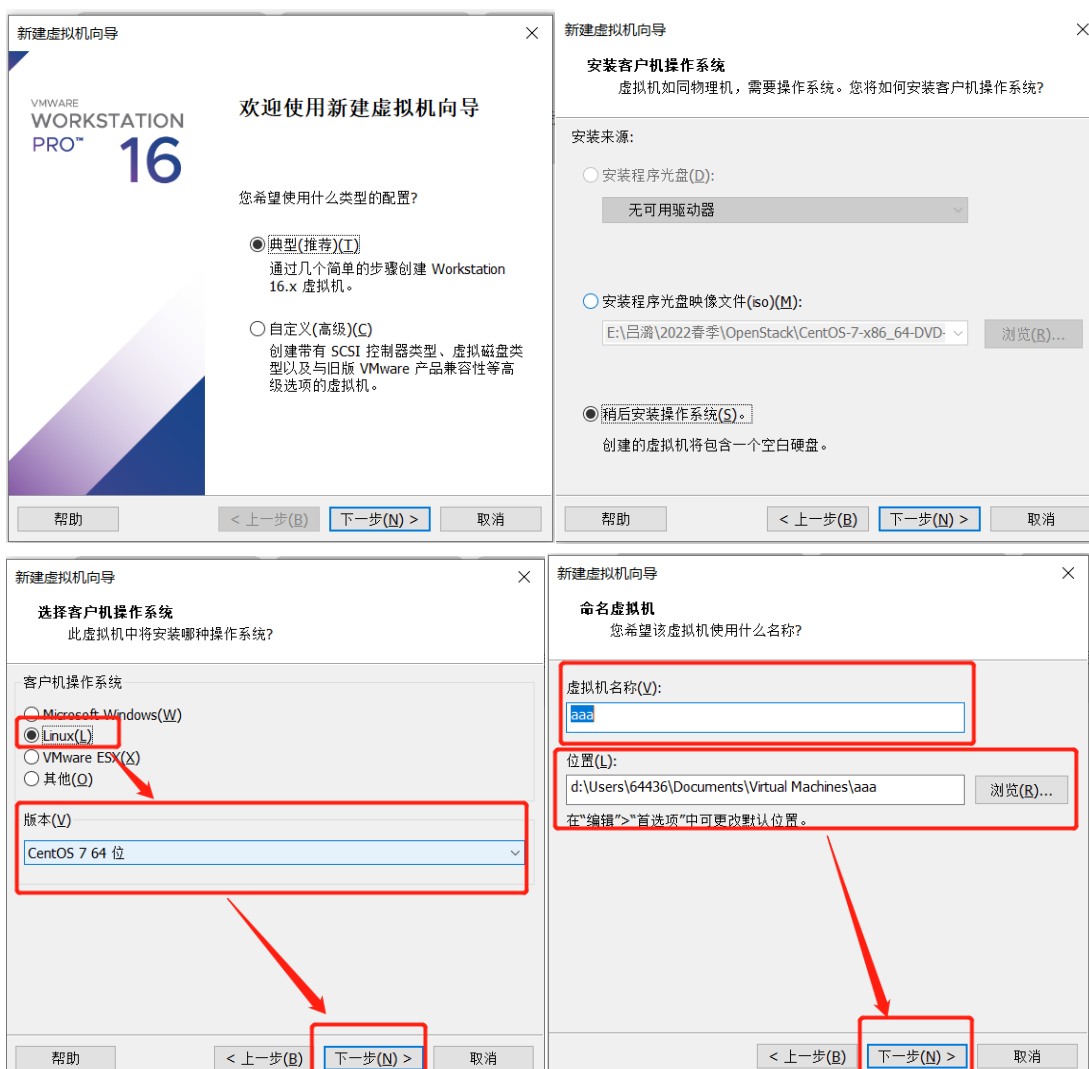 新建虚拟机向导
VMWARE
WORKSTATION
PRO™ 16
欢迎使用新建虚拟机向导
您希望使用什么类型的配置?
典型(推荐)(T)
通过几个简单的步骤创建 Workstation
16.x 虚拟机。
自定义(高级)(C)
创建带有 SCSI 控制器类型、虚拟磁盘类
型以及与旧版 VMware 产品兼容性等高
级选项的虚拟机。
帮助
< 上一步(B)
下一步(N) >
取消
新建虚拟机向导
安装客户机操作系统
虚拟机如同物理机，需要操作系统。您将如何安装客户机操作系统?
安装来源:
安装程序光盘(D):
无可用驱动器
安装程序光盘映像文件(iso)(M):
E:\吕潞\2022春季\OpenStack\CentOS-7-x86_64-DVD-
浏览(R)...
稍后安装操作系统(S)。
创建的虚拟机将包含一个空白硬盘。
帮助
< 上一步(B)
下一步(N) >
取消
新建虚拟机向导
选择客户机操作系统
此虚拟机中将安装哪种操作系统?
客户机操作系统
Microsoft Windows(W)
Linux(L)
VMware ESX(X)
其他(O)
版本(V)
CentOS 7 64 位
帮助
< 上一步(B)
下一步(N) >
取消
新建虚拟机向导
命名虚拟机
您希望该虚拟机使用什么名称?
虚拟机名称(V):
aaa
位置(L):
d:\Users\64436\Documents\Virtual Machines\aaa
浏览(R)...
在“编辑”>“首选项”中可更改默认位置。
< 上一步(B)
下一步(N) >
取消